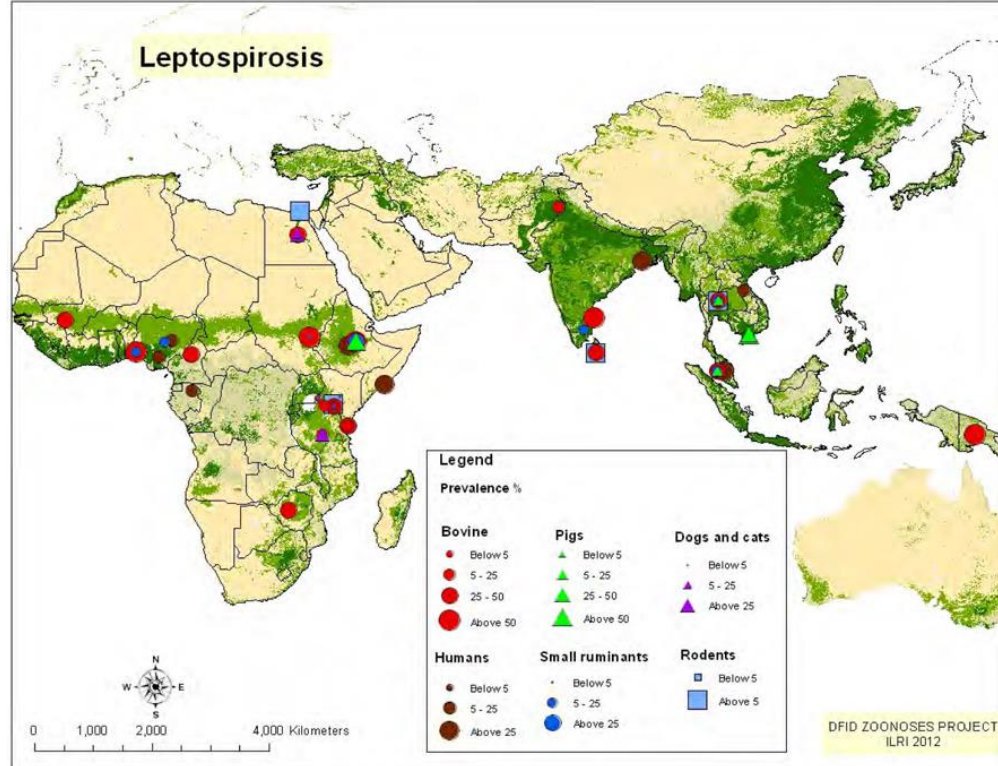 Leptospirosis
Legend
Prevalence %
Bovine
Below 5
5 - 25
25 - 50
Above 50
Pigs
Below 5
5 - 25
25 - 50
Above 50
Dogs and cats
Below 5
5 - 25
Above 25
Humans
Below 5
5 - 25
Above 25
Small ruminants
Below 5
5 - 25
Above 25
Rodents
Below 5
Above 5
N
W E
S
0 1,000 2,000 4,000 Kilometers
DFID ZOONOSES PROJECT
ILRI 2012